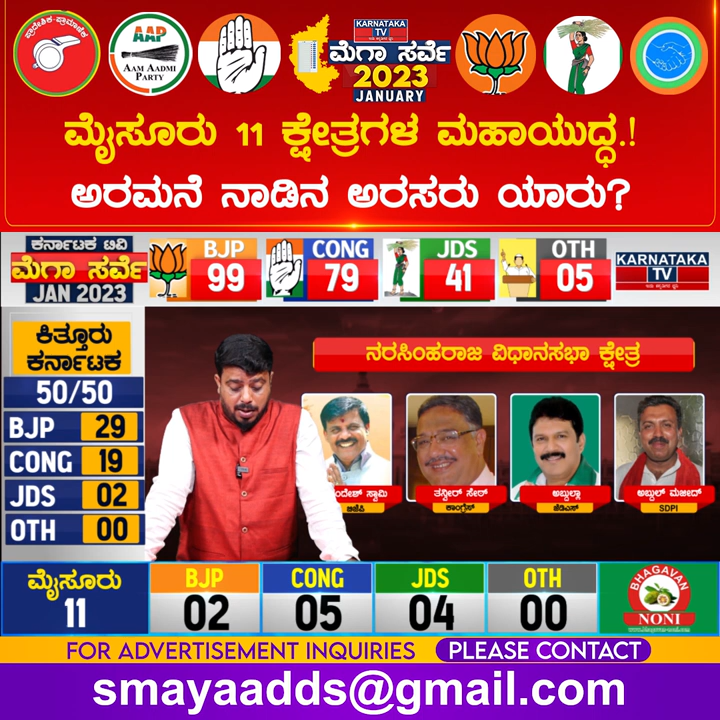 ಪ್ರಾದೇಶಿಕ-ಪ್ರಾಮಾಣಿಕ
AAP
AAM AADMI
PARTY
KARNATAKA
TV
ಮೆಗಾ ಸರ್ವೆ
2023
JANUARY
ಮೈಸೂರು 11 ಕ್ಷೇತ್ರಗಳ ಮಹಾಯುದ್ಧ.!
ಅರಮನೆ ನಾಡಿನ ಅರಸರು ಯಾರು?
ಕರ್ನಾಟಕ ಟಿವಿ
ಮೆಗಾ ಸರ್ವೆ
JAN 2023
BJP 99
CONG 79
JDS 41
OTH 05
KARNATAKA
TV
ಕಿತ್ತೂರು
ಕರ್ನಾಟಕ
50/50
BJP 29
CONG 19
JDS 02
OTH 00
ನರಸಿಂಹರಾಜ ವಿಧಾನಸಭಾ ಕ್ಷೇತ್ರ
ಸ್ವಾಮಿ
ಬಿಜೆಪಿ
ತನ್ವೀರ್ ಸೇಠ್
ಕಾಂಗ್ರೆಸ್
ಅಬ್ದುಲ್ಲಾ
ಜೆಡಿಎಸ್
ಅಬ್ದುಲ್ ಮಜೀದ್
SDPI
ಮೈಸೂರು
11
BJP 02
CONG 05
JDS 04
OTH 00
BHAGAVAN
NONI
FOR ADVERTISEMENT INQUIRIES PLEASE CONTACT
smayaadds@gmail.com